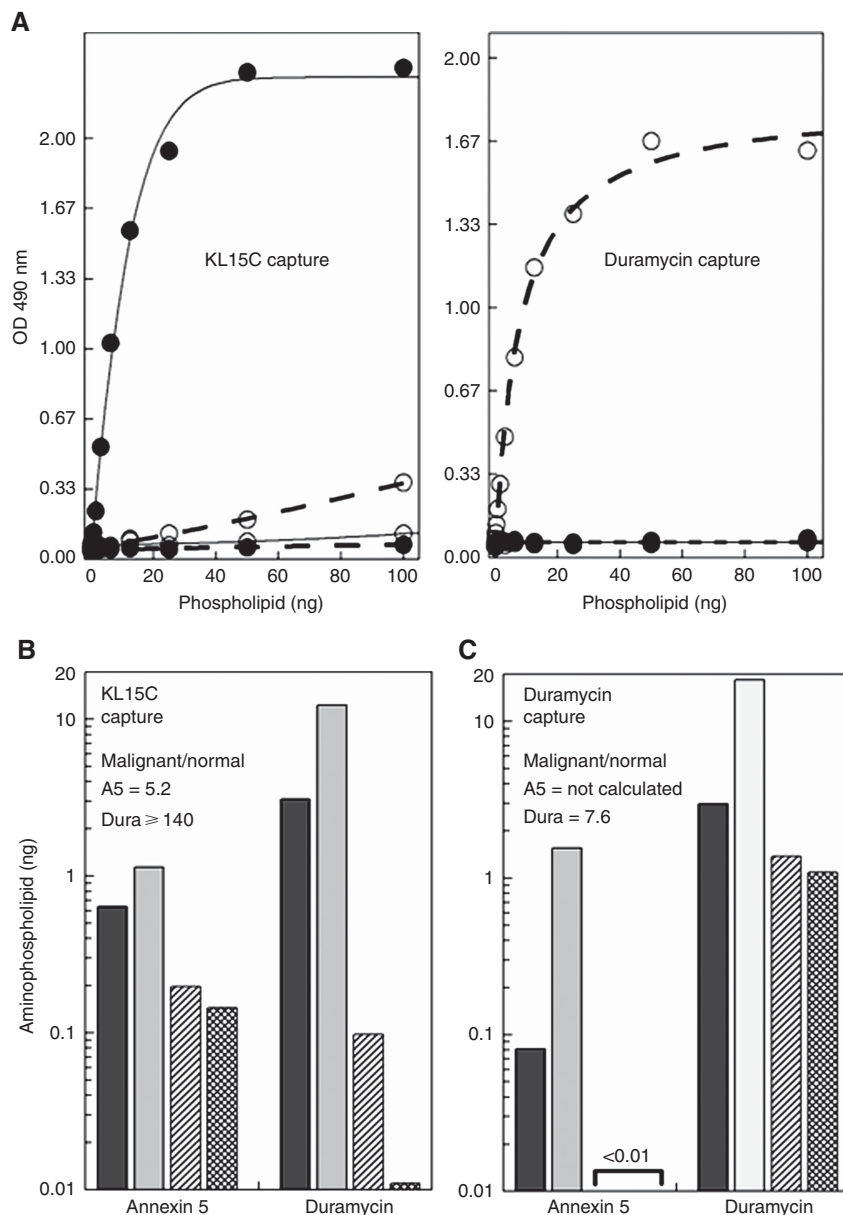 A
OD 490 nm
2.00
1.67
1.33
1.00
0.67
0.33
0.00
KL15C capture
0 20 40 60 80 100
Phospholipid (ng)
2.00
1.67
1.33
1.00
0.67
0.33
0.00
Duramycin capture
0 20 40 60 80 100
Phospholipid (ng)
B
Aminophospholipid (ng)
20
10
1
0.1
0.01
KL15C
capture
Malignant/normal
A5 = 5.2
Dura ≥ 140
Annexin 5 Duramycin
C
20
10
1
0.1
0.01
Duramycin
capture
Malignant/normal
A5 = not calculated
Dura = 7.6
<0.01
Annexin 5 Duramycin